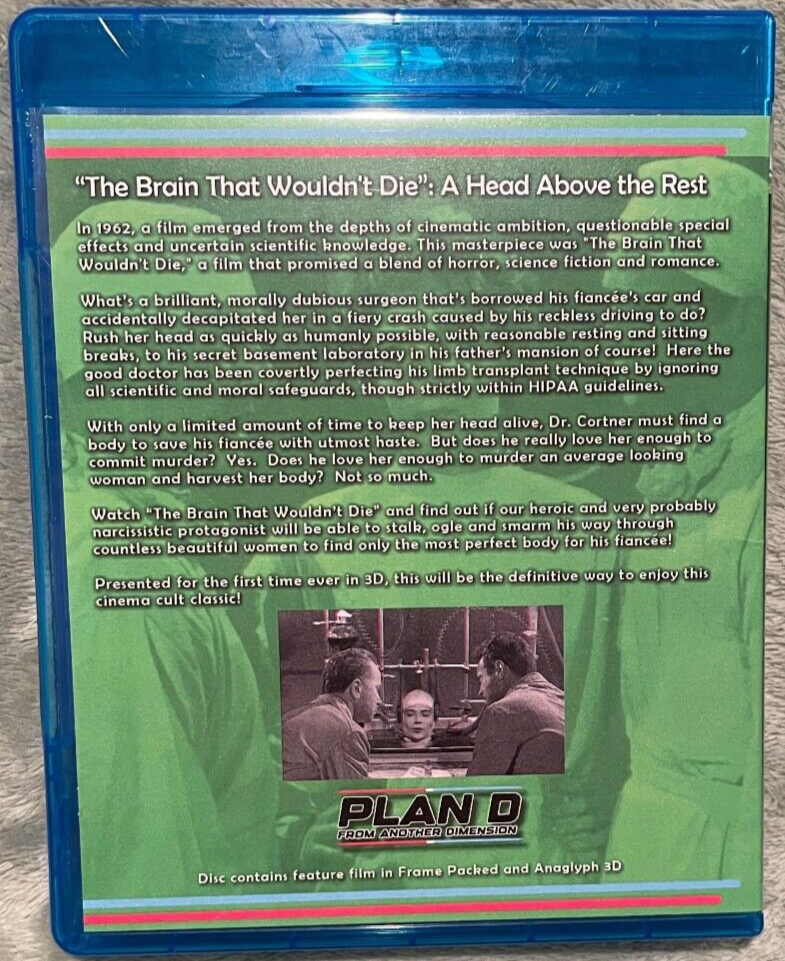 “The Brain That Wouldn't Die”: A Head Above the Rest
In 1962, a film emerged from the depths of cinematic ambition, questionable special
effects and uncertain scientific knowledge. This masterpiece was "The Brain That
Wouldn't Die," a film that promised a blend of horror, science fiction and romance.
What's a brilliant, morally dubious surgeon that's borrowed his fiancée's car and
accidentally decapitated her in a fiery crash caused by his reckless driving to do?
Rush her head as quickly as humanly possible, with reasonable resting and sitting
breaks, to his secret basement laboratory in his father's mansion of course! Here the
good doctor has been covertly perfecting his limb transplant technique by ignoring
all scientific and moral safeguards, though strictly within HIPAA guidelines.
With only a limited amount of time to keep her head alive, Dr. Cortner must find a
body to save his fiancée with utmost haste. But does he really love her enough to
commit murder? Yes. Does he love her enough to murder an average looking
woman and harvest her body? Not so much.
Watch “The Brain That Wouldn't Die” and find out if our heroic and very probably
narcissistic protagonist will be able to stalk, ogle and smarm his way through
countless beautiful women to find only the most perfect body for his fiancée!
Presented for the first time ever in 3D, this will be the definitive way to enjoy this
cinema cult classic!
PLAN D
FROM ANOTHER DIMENSION
Disc contains feature film in Frame Packed and Anaglyph 3D